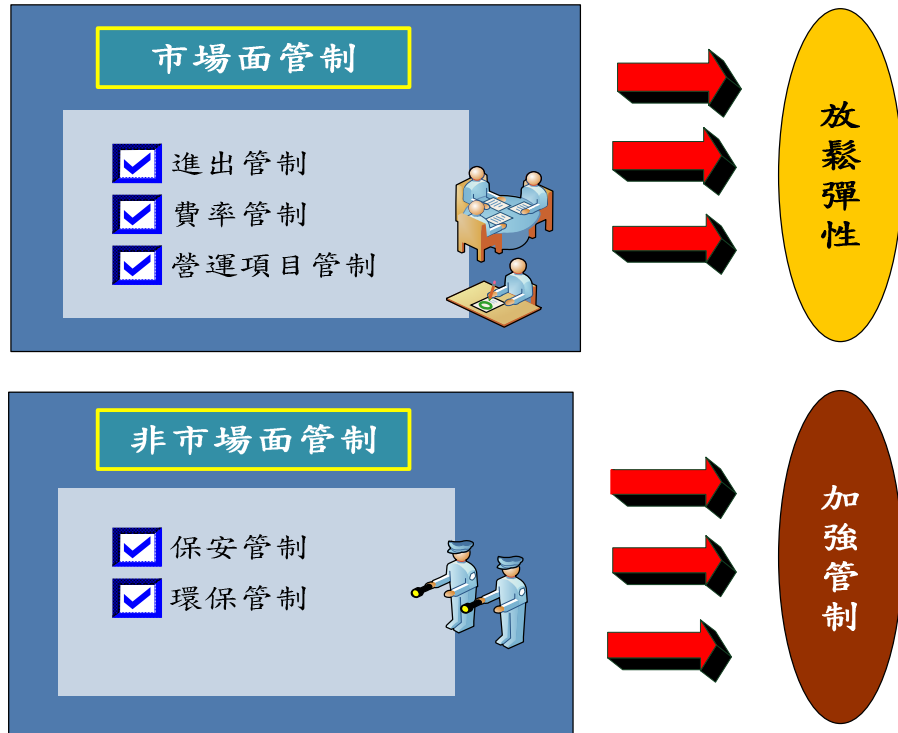 市場面管制
進出管制
費率管制
營運項目管制
放鬆彈性
非市場面管制
保安管制
環保管制
加強管制